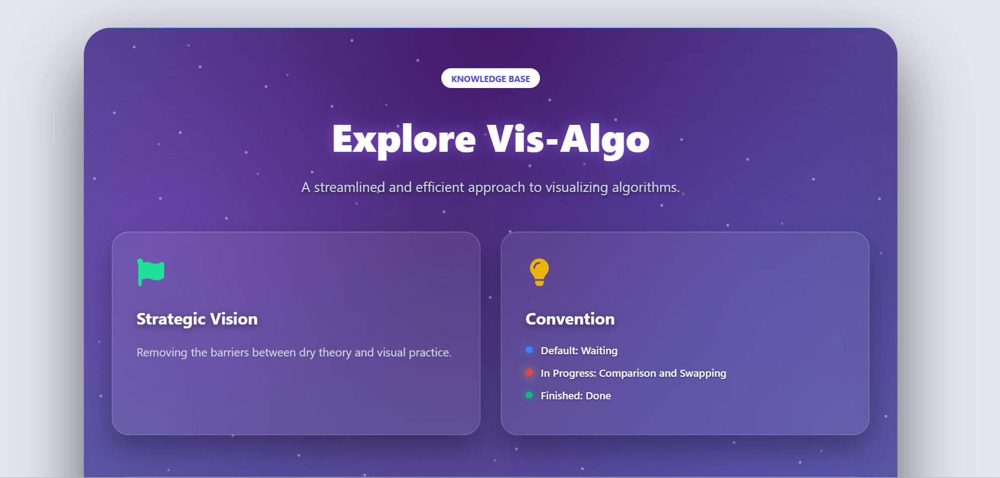 KNOWLEDGE BASE
Explore Vis-Algo
A streamlined and efficient approach to visualizing algorithms.
Strategic Vision
Removing the barriers between dry theory and visual practice.
Convention
Default: Waiting
In Progress: Comparison and Swapping
Finished: Done